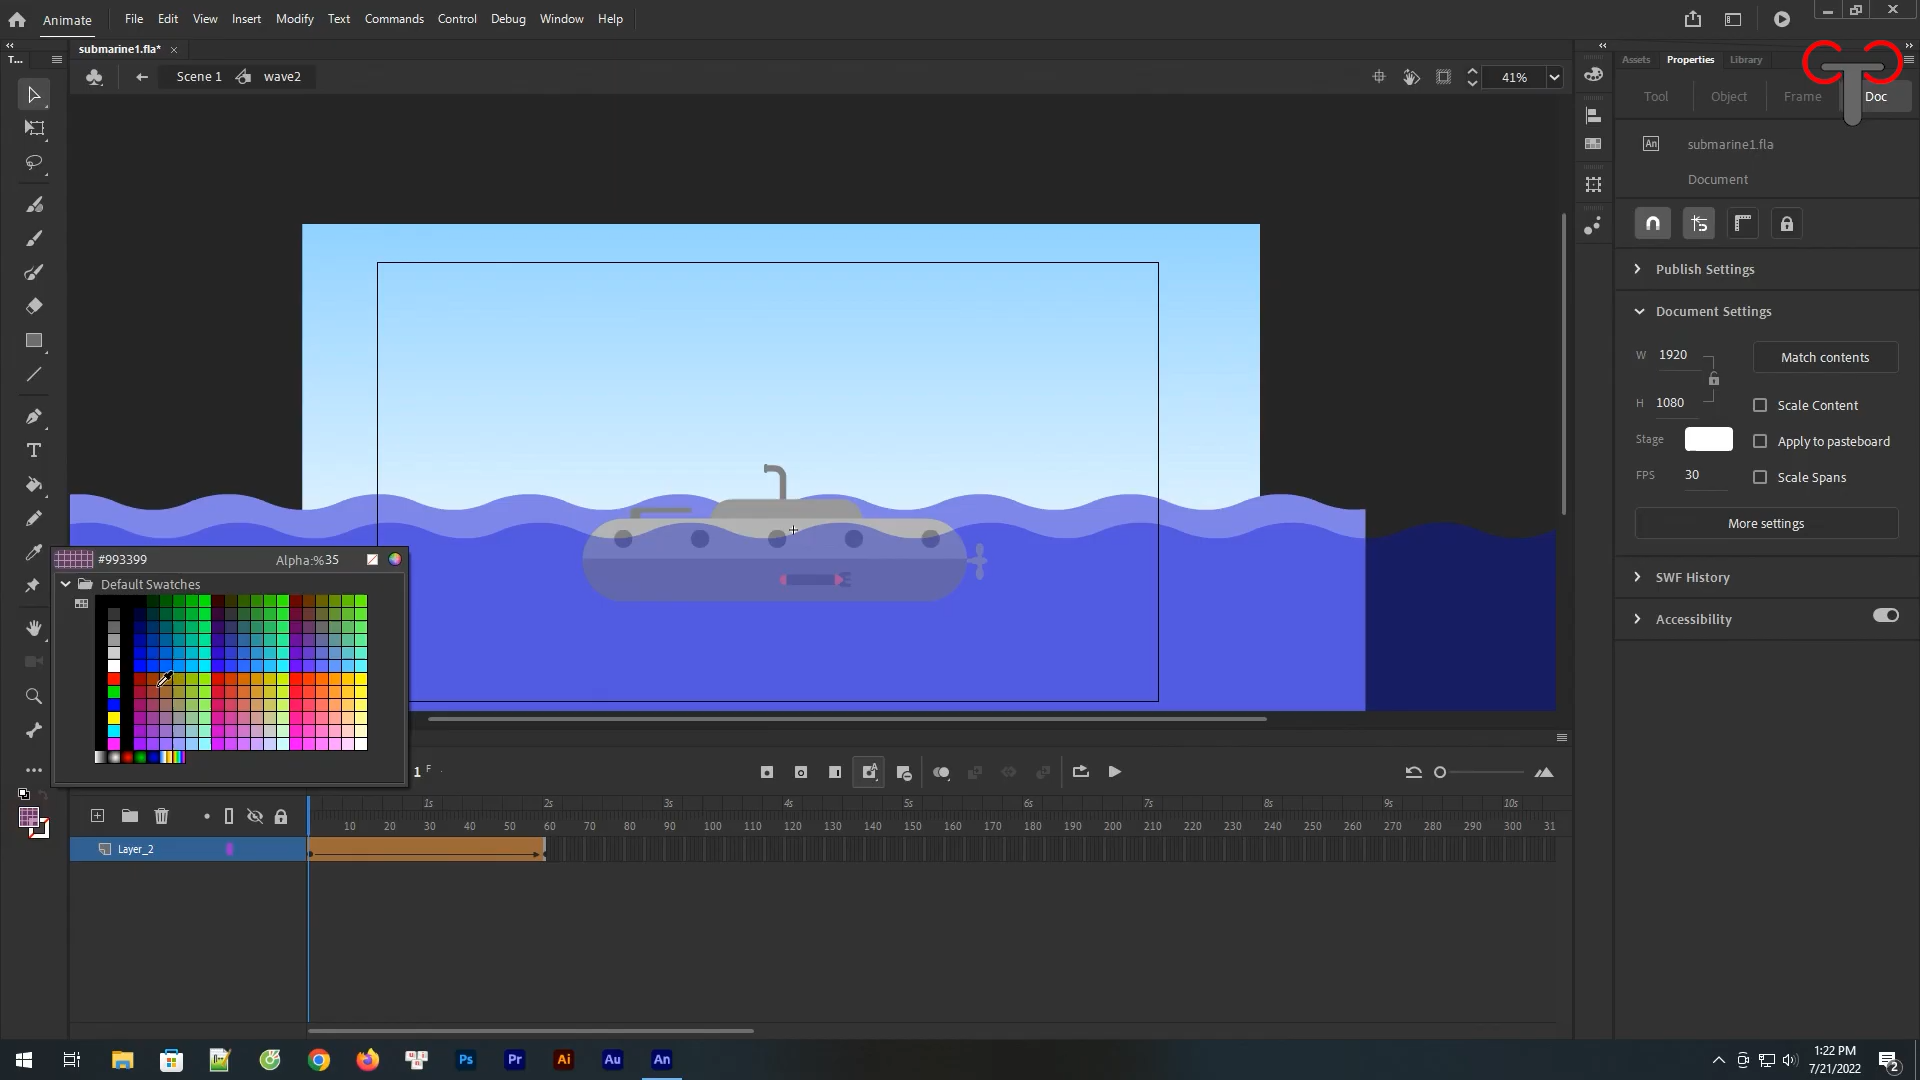 Animate File Edit View Insert Modify Text Commands Control Debug Window Help
submarine1.fla*
T...
Scene 1 wave2 41%
Assets Properties Library
Tool Object Frame Doc
An submarine1.fla
Document
Publish Settings
Document Settings
W 1920 Match contents
H 1080 Scale Content
Stage Apply to pasteboard
FPS 30 Scale Spans
More settings
SWF History
Accessibility
#993399 Alpha:%35
Default Swatches
1 F
1s 2s 3s 4s 5s 6s 7s 8s 9s 10s
10 20 30 40 50 60 70 80 90 100 110 120 130 140 150 160 170 180 190 200 210 220 230 240 250 260 270 280 290 300 31
Layer_2
Ps Pr Ai Au An
1:22 PM
7/21/2022
2